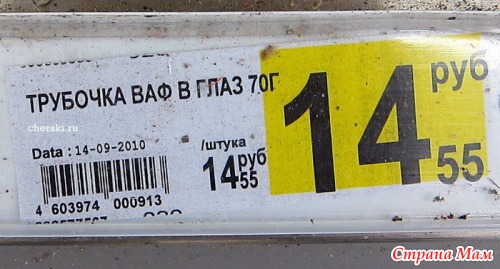 ТРУБОЧКА ВАФ В ГЛАЗ 70Г
cherski.ru
Data : 14-09-2010
/штука
14 руб 55
4 603974 000913
14 руб 55
Страна Мам